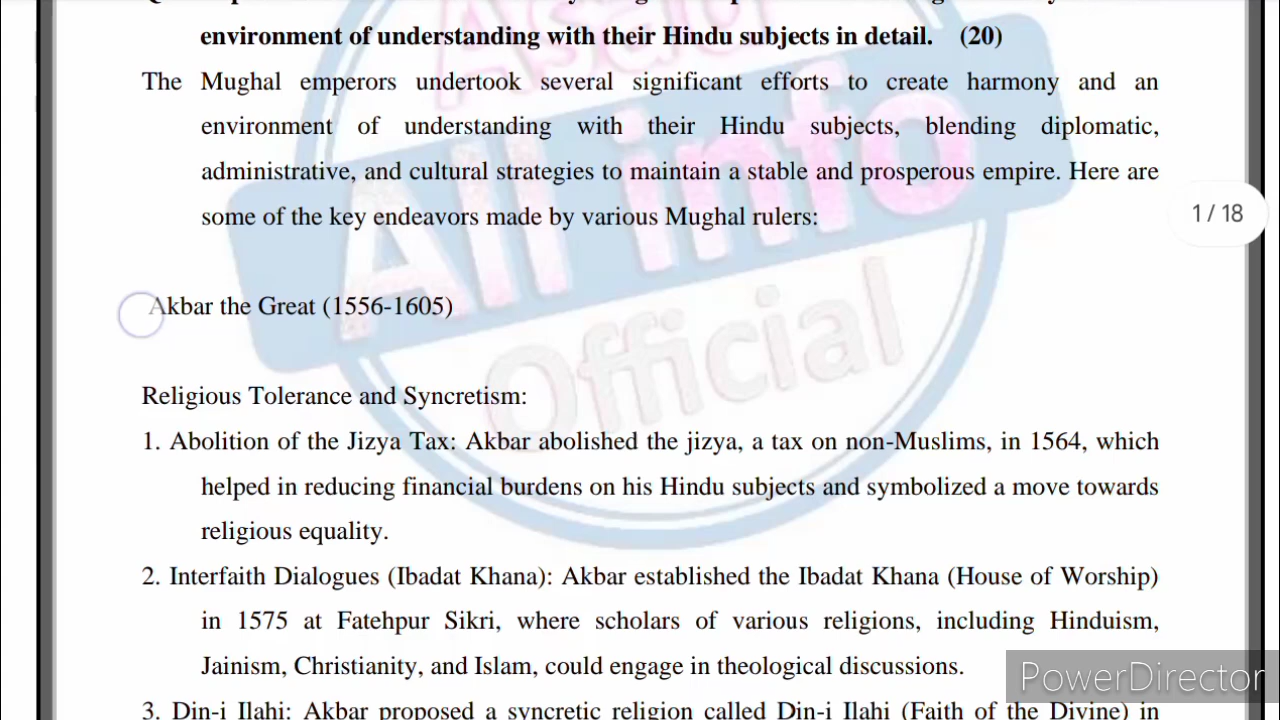 environment of understanding with their Hindu subjects in detail. (20)
The Mughal emperors undertook several significant efforts to create harmony and an
environment of understanding with their Hindu subjects, blending diplomatic,
administrative, and cultural strategies to maintain a stable and prosperous empire. Here are
some of the key endeavors made by various Mughal rulers:
1 / 18
Akbar the Great (1556-1605)
Religious Tolerance and Syncretism:
1. Abolition of the Jizya Tax: Akbar abolished the jizya, a tax on non-Muslims, in 1564, which
helped in reducing financial burdens on his Hindu subjects and symbolized a move towards
religious equality.
2. Interfaith Dialogues (Ibadat Khana): Akbar established the Ibadat Khana (House of Worship)
in 1575 at Fatehpur Sikri, where scholars of various religions, including Hinduism,
Jainism, Christianity, and Islam, could engage in theological discussions.
3. Din-i Ilahi: Akbar proposed a syncretic religion called Din-i Ilahi (Faith of the Divine) in
Asad
All info
Official
PowerDirector